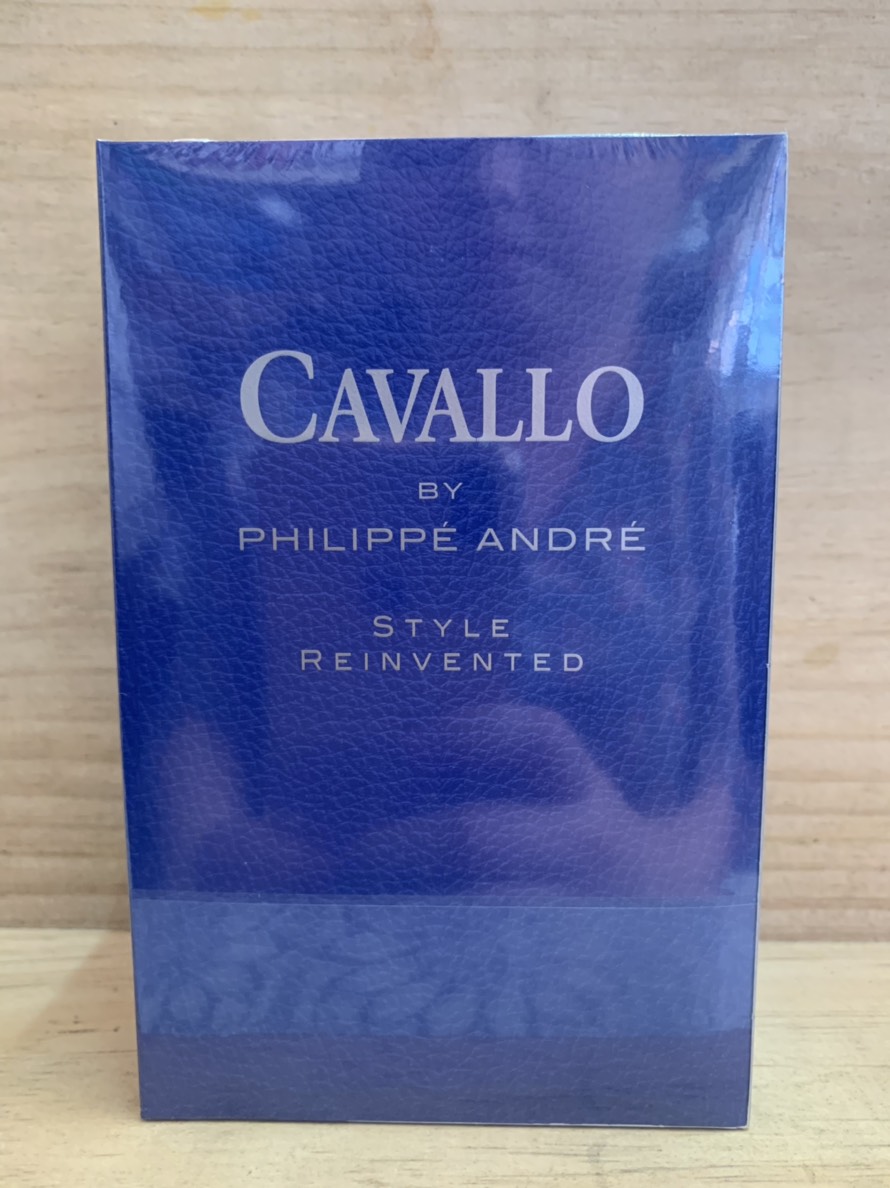 CAVALLO
BY
PHILIPPÉ ANDRÉ
STYLE
REINVENTED